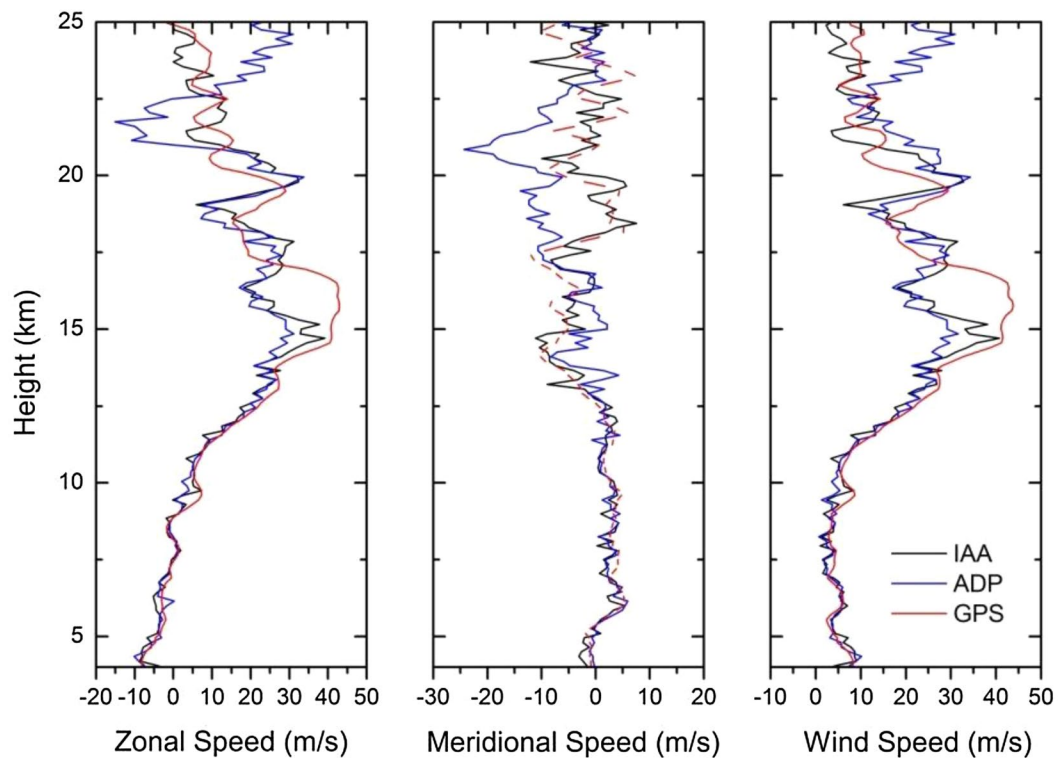 25
20
15
10
5
Height (km)
-20 -10 0 10 20 30 40 50
Zonal Speed (m/s)
-30 -20 -10 0 10 20
Meridional Speed (m/s)
-10 0 10 20 30 40 50
Wind Speed (m/s)
IAA
ADP
GPS